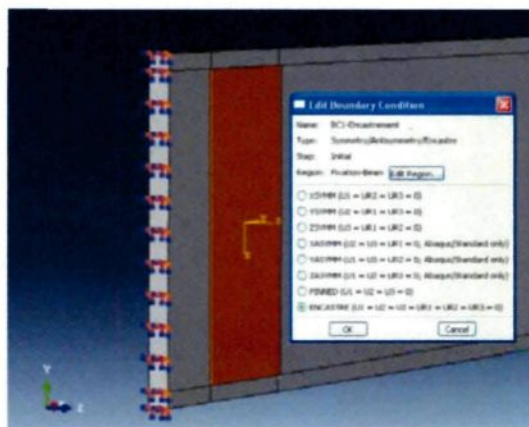 Edit Boundary Condition
Name: BC1-Encastrement
Type: Symmetry/Antisymmetry/Encastre
Step: Initial
Region: Fixation-Beam Edit Region...
XSYMM (U1 = UR2 = UR3 = 0)
YSYMM (U2 = UR1 = UR3 = 0)
ZSYMM (U3 = UR1 = UR2 = 0)
XASYMM (U2 = U3 = UR1 = 0; Abaqus/Standard only)
YASYMM (U1 = U3 = UR2 = 0; Abaqus/Standard only)
ZASYMM (U1 = U2 = UR3 = 0; Abaqus/Standard only)
PINNED (U1 = U2 = U3 = 0)
ENCASTRE (U1 = U2 = U3 = UR1 = UR2 = UR3 = 0)
OK Cancel
Y
Z